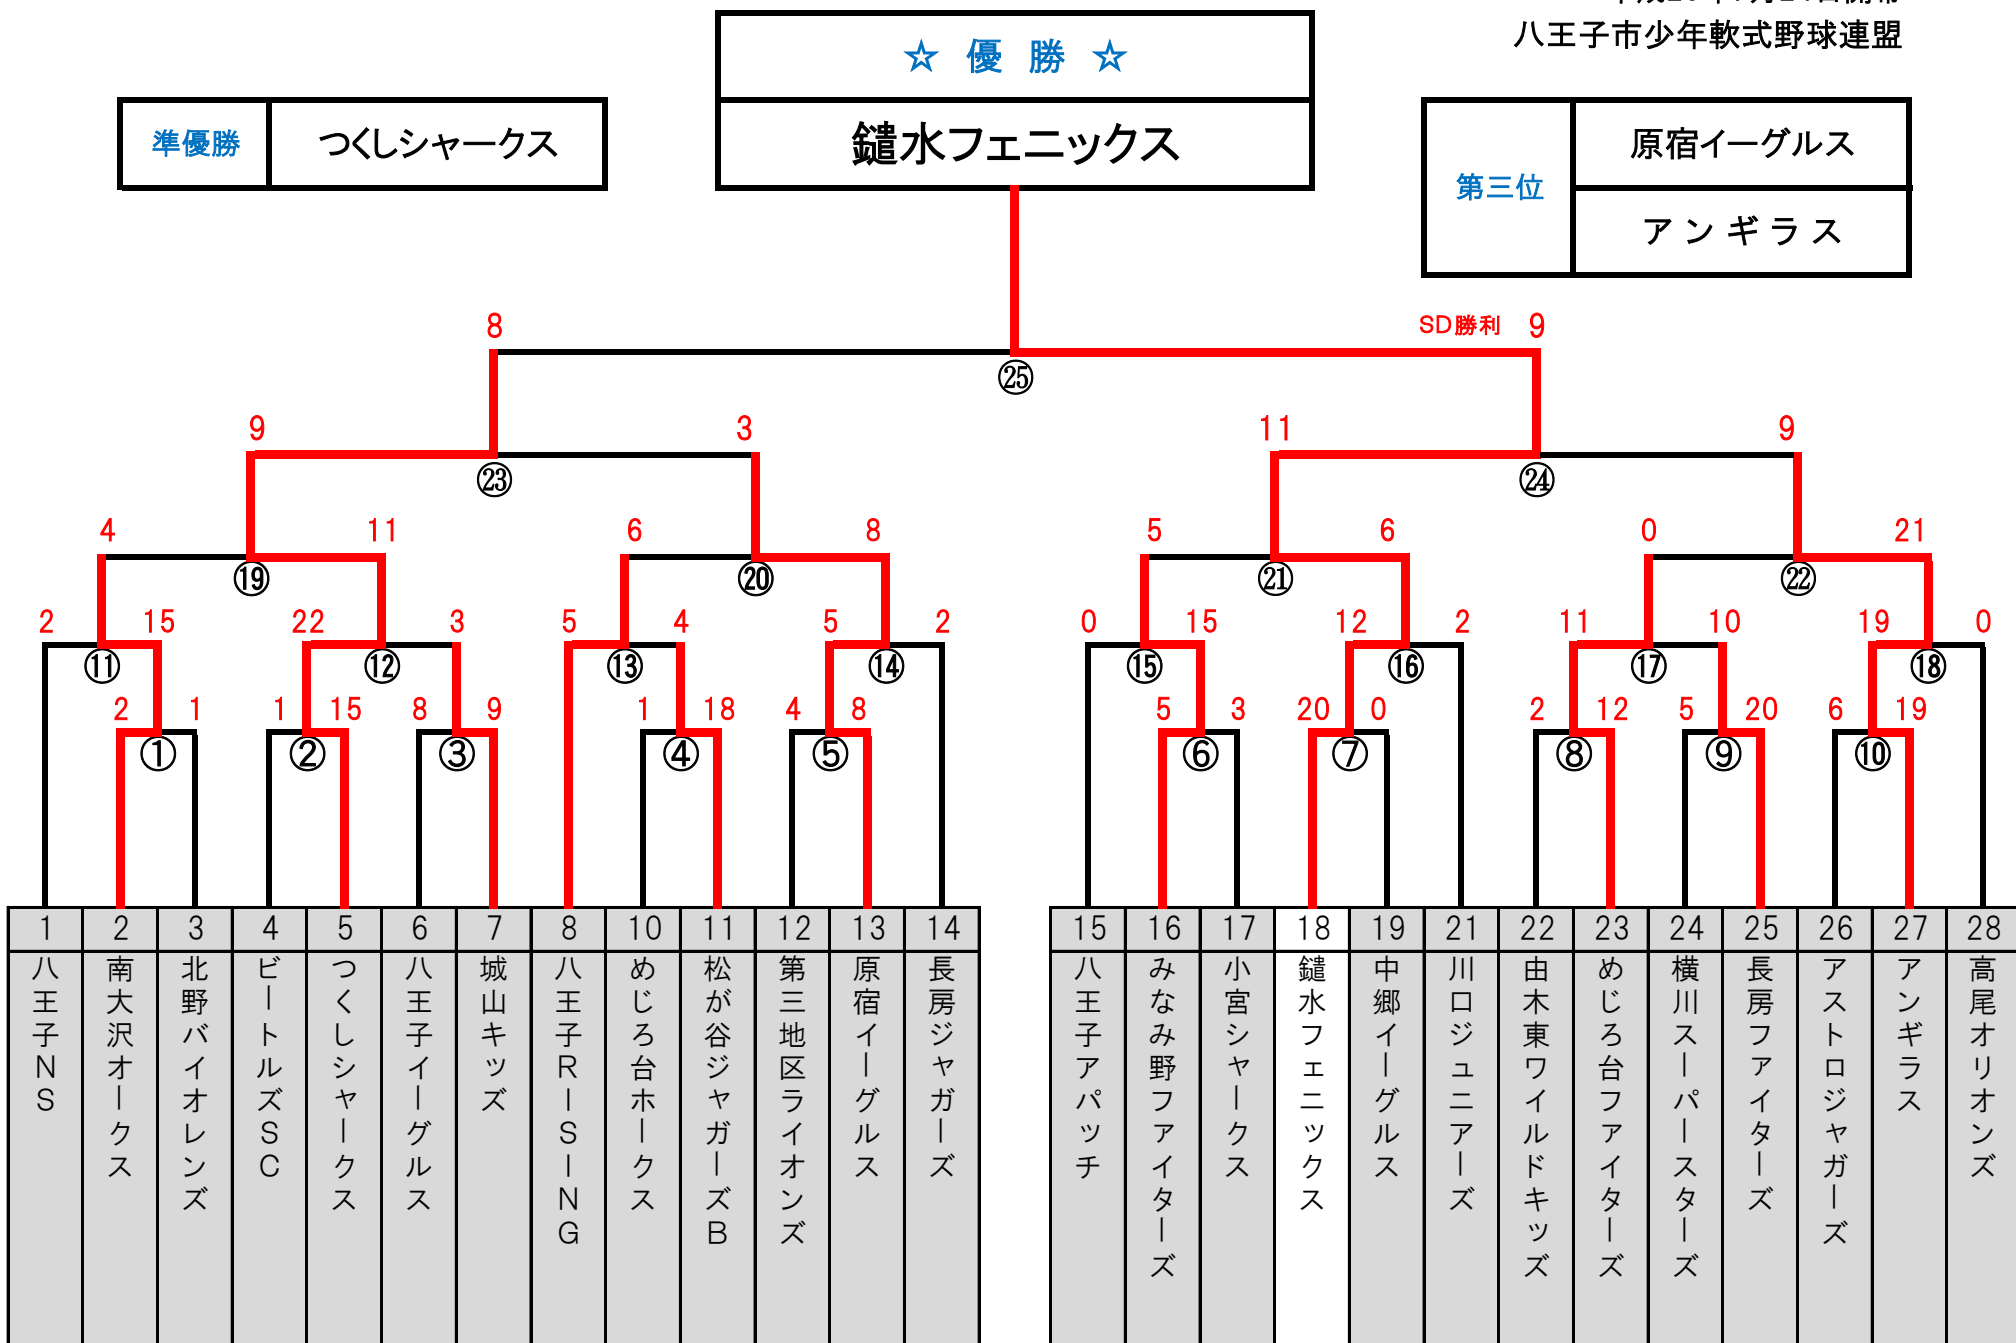 八王子市少年軟式野球連盟
☆ 優 勝 ☆
鑓水フェニックス
準優勝 つくしシャークス
第三位
原宿イーグルス
アンギラス
8 SD勝利 9
㉕
9 3 11 9
㉓ ㉔
4 11 6 8 5 6 0 21
⑲ ⑳ ㉑ ㉒
2 15 22 3 5 4 5 2 0 15 12 2 11 10 19 0
⑪ ⑫ ⑬ ⑭ ⑮ ⑯ ⑰ ⑱
2 1 1 15 8 9 1 18 4 8 5 3 20 0 2 12 5 20 6 19
① ② ③ ④ ⑤ ⑥ ⑦ ⑧ ⑨ ⑩
1 2 3 4 5 6 7 8 10 11 12 13 14 15 16 17 18 19 21 22 23 24 25 26 27 28
八王子NS
南大沢オークス
北野バイオレンズ
ビートルズSC
つくしシャークス
八王子イーグルス
城山キッズ
八王子RISING
めじろ台ホークス
松が谷ジャガーズB
第三地区ライオンズ
原宿イーグルス
長房ジャガーズ
八王子アパッチ
みなみ野ファイターズ
小宮シャークス
鑓水フェニックス
中郷イーグルス
川口ジュニアーズ
由木東ワイルドキッズ
めじろ台ファイターズ
横川スーパースターズ
長房ファイターズ
アストロジャガーズ
アンギラス
高尾オリオンズ